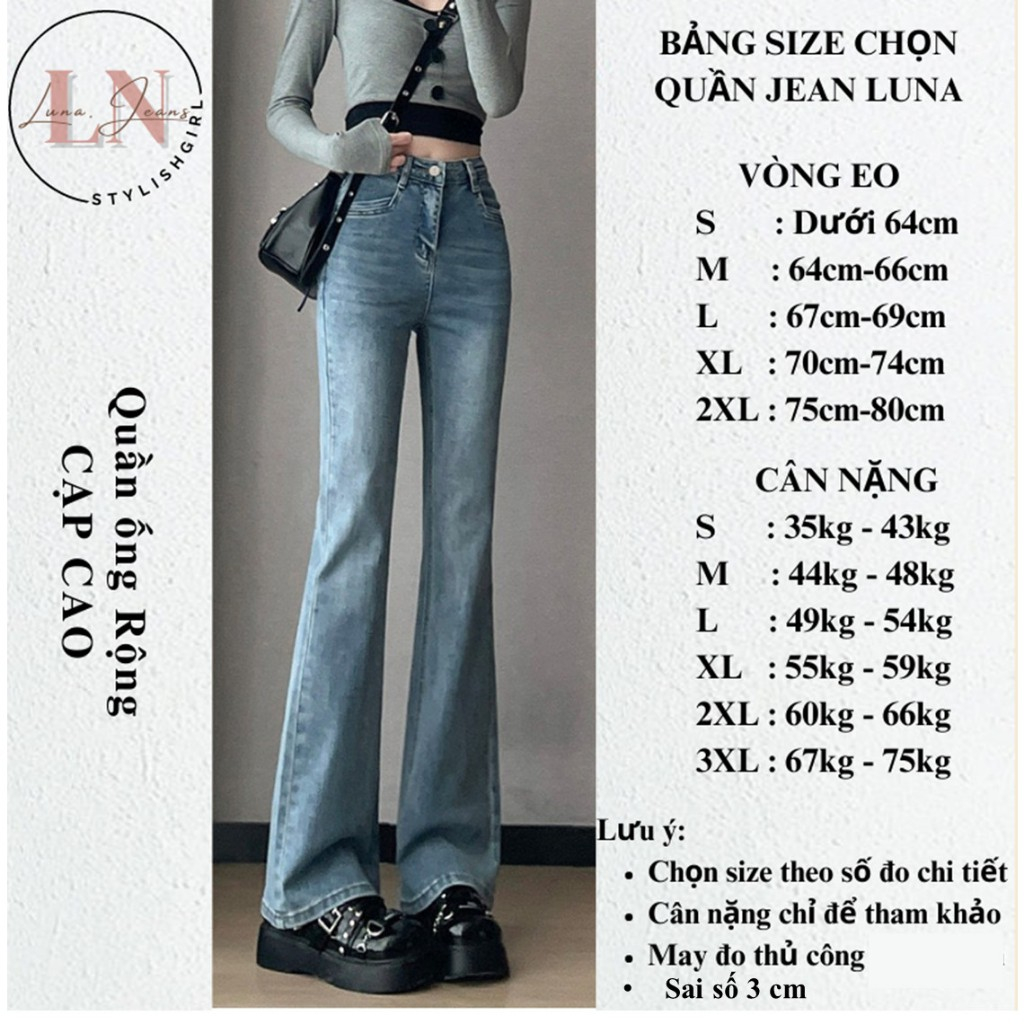 LN
Luna. Jeans
STYLISHGIRL
Quần ống Rộng
CẠP CAO
BẢNG SIZE CHỌN
QUẦN JEAN LUNA
VÒNG EO
S : Dưới 64cm
M : 64cm-66cm
L : 67cm-69cm
XL : 70cm-74cm
2XL : 75cm-80cm
CÂN NẶNG
S : 35kg - 43kg
M : 44kg - 48kg
L : 49kg - 54kg
XL : 55kg - 59kg
2XL : 60kg - 66kg
3XL : 67kg - 75kg
Lưu ý:
• Chọn size theo số đo chi tiết
• Cân nặng chỉ để tham khảo
• May đo thủ công
• Sai số 3 cm